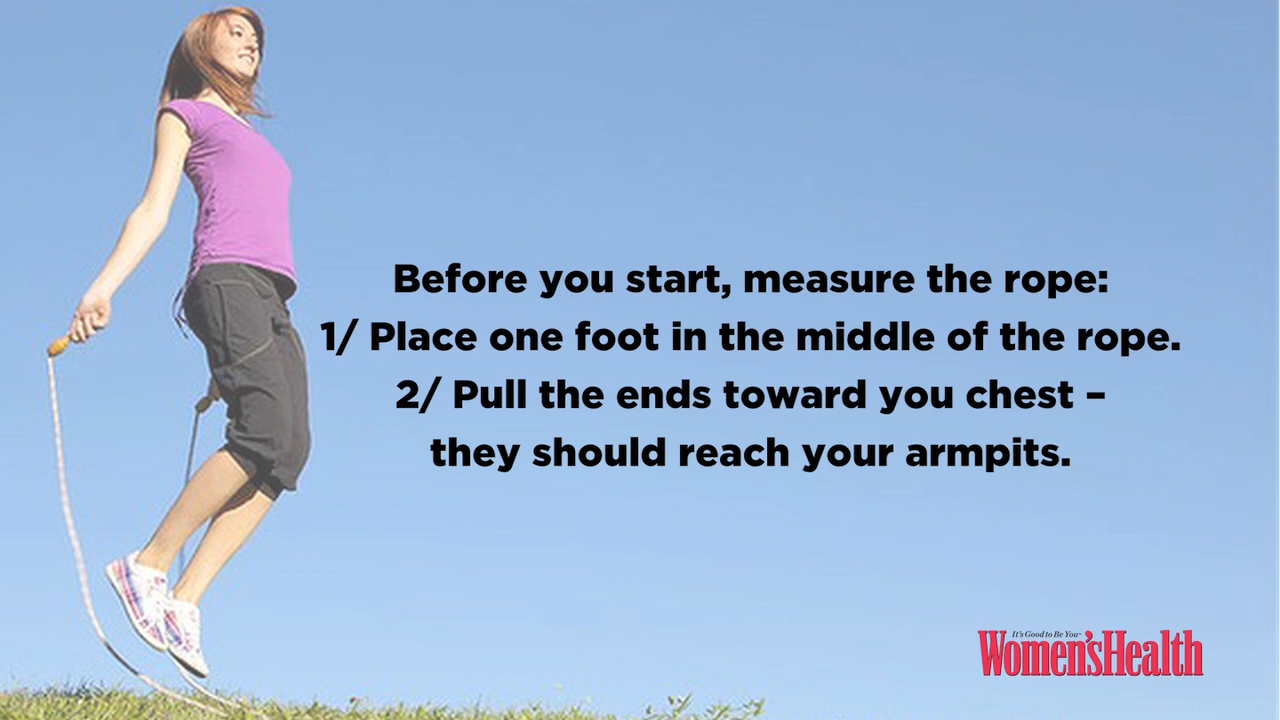 Before you start, measure the rope:
1/ Place one foot in the middle of the rope.
2/ Pull the ends toward you chest –
they should reach your armpits.
It's Good to Be You™
Women'sHealth